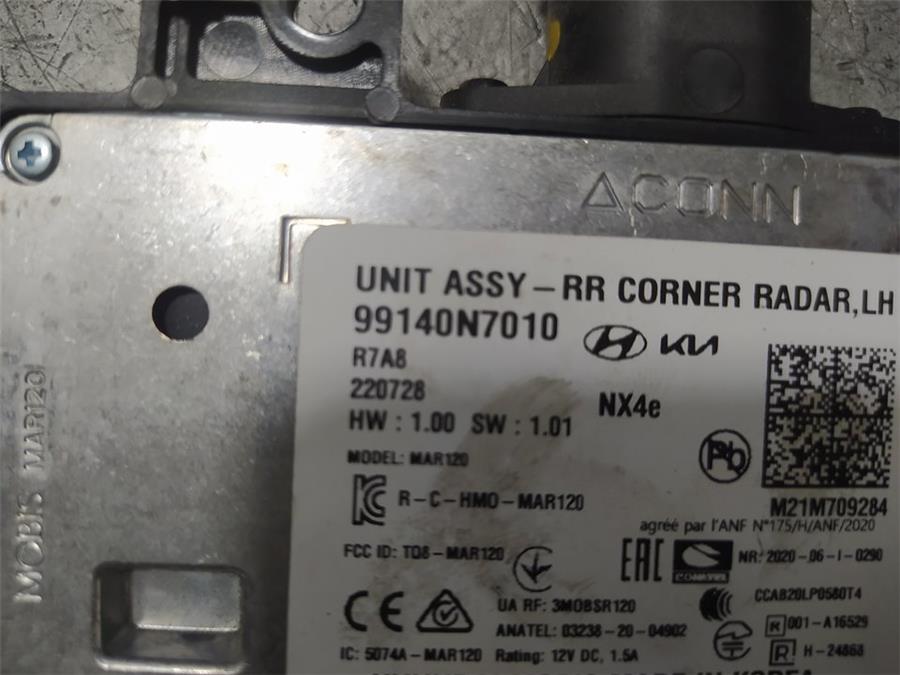 ACONN
MOBIS MAR120
UNIT ASSY-RR CORNER RADAR,LH
99140N7010
KIA
R7A8
220728
NX4e
HW : 1.00 SW : 1.01
MODEL: MAR120
Pb
R-C-HMO-MAR120
M21M709284
agréé par l'ANF N°175/H/ANF/2020
FCC ID: TQ8-MAR120
EAC
NR: 2020-06-I-0290
CONATEL
CCAB20LP0580T4
CE
UA RF: 3MOBSR120
R 001-A16529
ANATEL: 03238-20-04902
R H-24868
IC: 5074A-MAR120 Rating: 12V DC, 1.5A